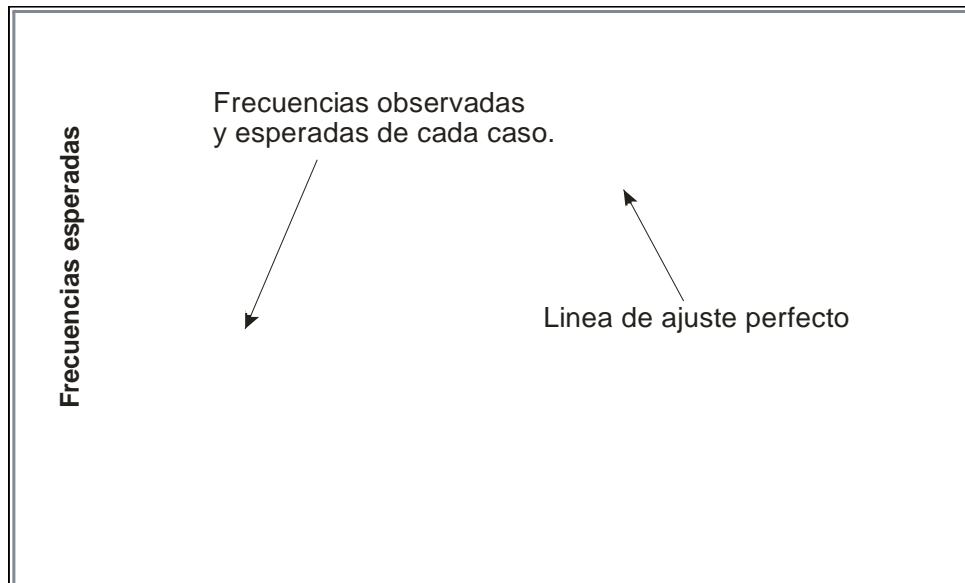 Frecuencias observadas
y esperadas de cada caso.
Frecuencias esperadas
Linea de ajuste perfecto